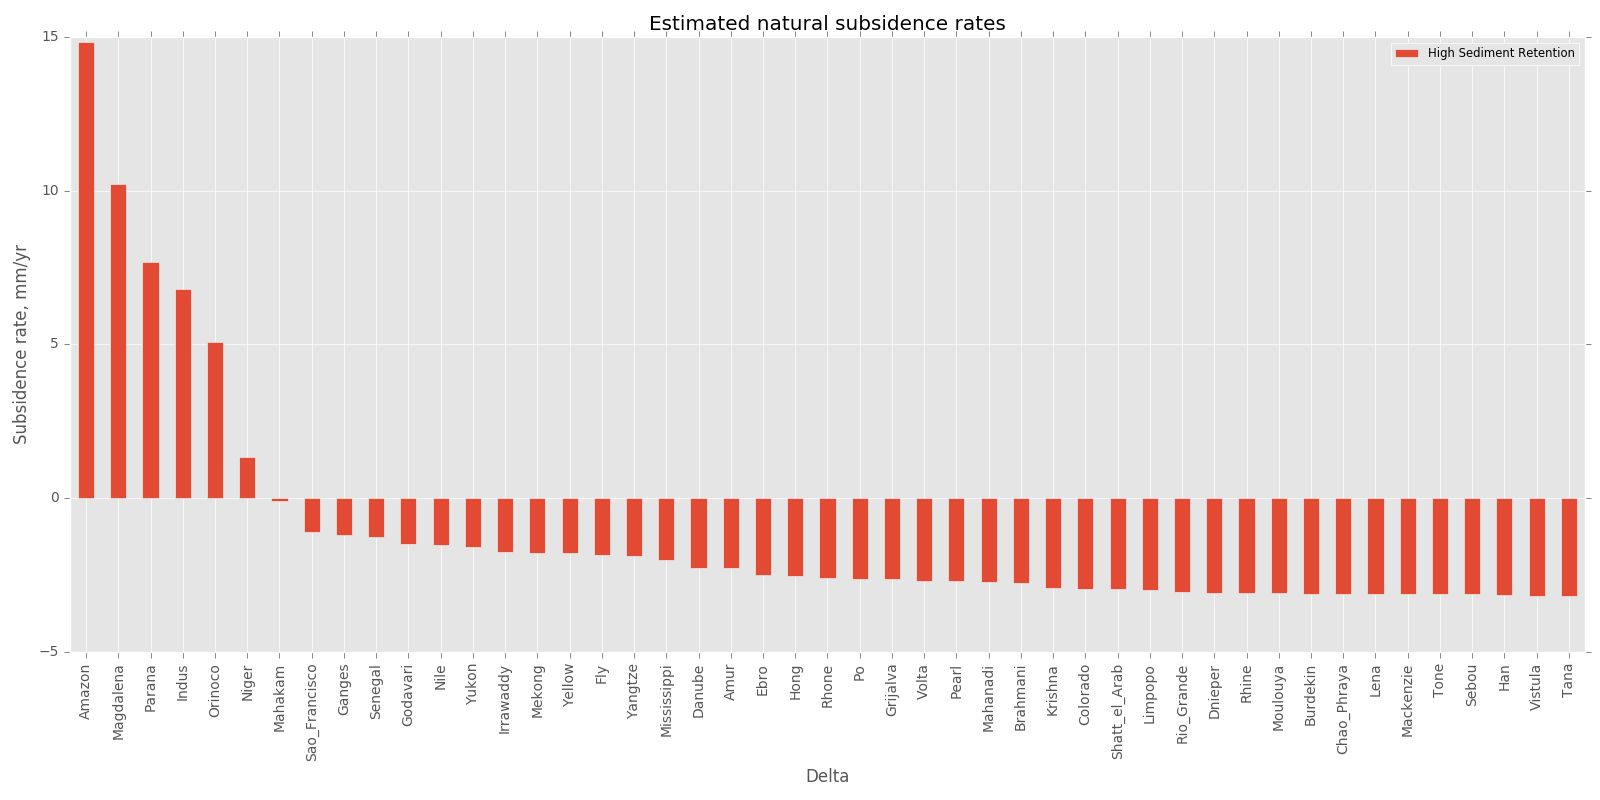 Estimated natural subsidence rates
High Sediment Retention
Subsidence rate, mm/yr
15
10
5
0
−5
Amazon
Magdalena
Parana
Indus
Orinoco
Niger
Mahakam
Sao_Francisco
Ganges
Senegal
Godavari
Nile
Yukon
Irrawaddy
Mekong
Yellow
Fly
Yangtze
Mississippi
Danube
Amur
Ebro
Hong
Rhone
Po
Grijalva
Volta
Pearl
Mahanadi
Brahmani
Krishna
Colorado
Shatt_el_Arab
Limpopo
Rio_Grande
Dnieper
Rhine
Moulouya
Burdekin
Chao_Phraya
Lena
Mackenzie
Tone
Sebou
Han
Vistula
Tana
Delta